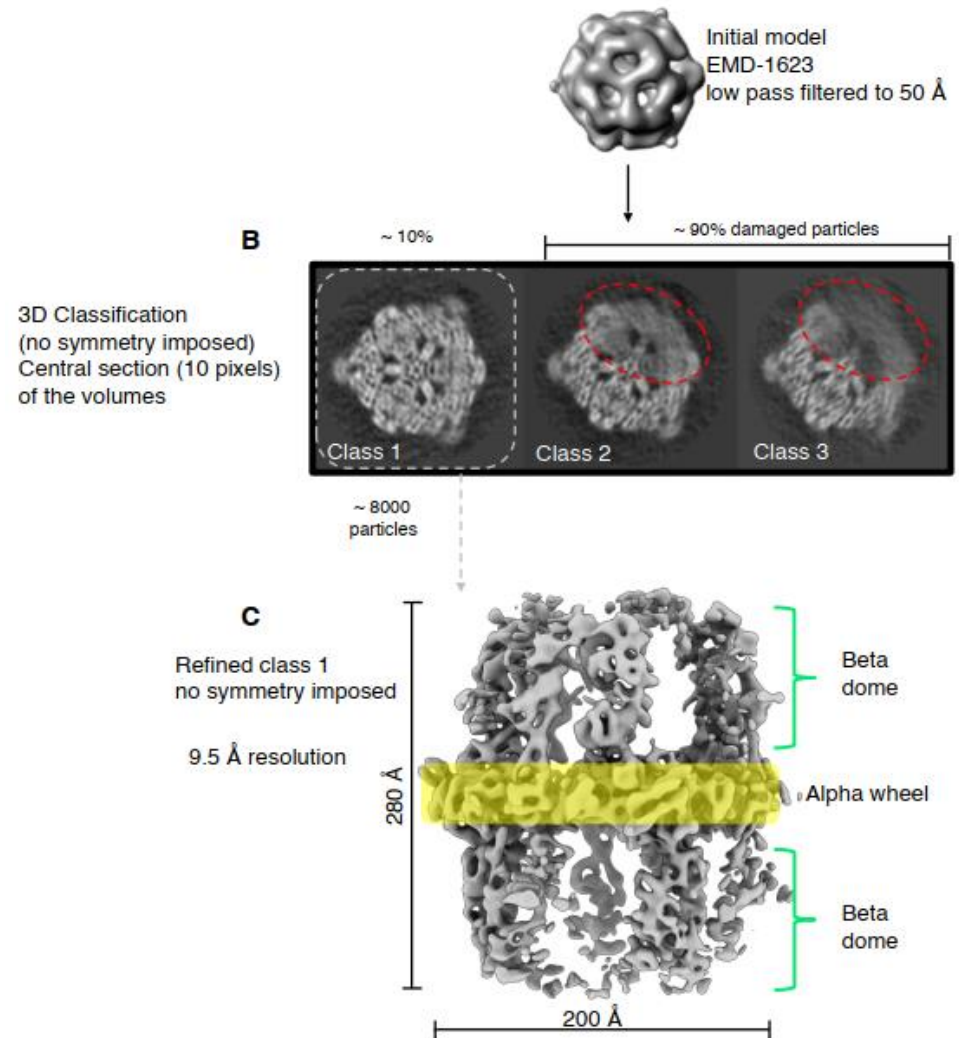 Initial model
EMD-1623
low pass filtered to 50 Å
B
~ 10%
~ 90% damaged particles
3D Classification
(no symmetry imposed)
Central section (10 pixels)
of the volumes
Class 1
Class 2
Class 3
~ 8000
particles
C
Refined class 1
no symmetry imposed
9.5 Å resolution
280 Å
Beta
dome
Alpha wheel
Beta
dome
200 Å